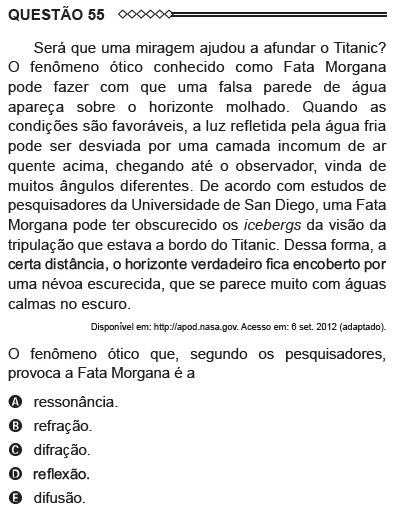 QUESTÃO 55
Será que uma miragem ajudou a afundar o Titanic?
O fenômeno ótico conhecido como Fata Morgana
pode fazer com que uma falsa parede de água
apareça sobre o horizonte molhado. Quando as
condições são favoráveis, a luz refletida pela água fria
pode ser desviada por uma camada incomum de ar
quente acima, chegando até o observador, vinda de
muitos ângulos diferentes. De acordo com estudos de
pesquisadores da Universidade de San Diego, uma Fata
Morgana pode ter obscurecido os icebergs da visão da
tripulação que estava a bordo do Titanic. Dessa forma, a
certa distância, o horizonte verdadeiro fica encoberto por
uma névoa escurecida, que se parece muito com águas
calmas no escuro.
Disponível em: http://apod.nasa.gov. Acesso em: 6 set. 2012 (adaptado).
O fenômeno ótico que, segundo os pesquisadores,
provoca a Fata Morgana é a
A ressonância.
B refração.
C difração.
D reflexão.
E difusão.